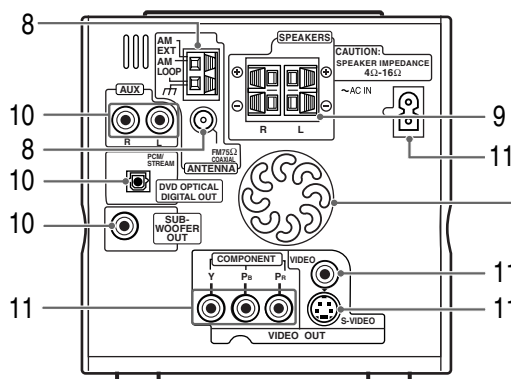 8
AM
EXT
AM
LOOP
SPEAKERS
CAUTION:
SPEAKER IMPEDANCE
4Ω-16Ω
～AC IN
AUX
10
R L
R L
9
8
FM75Ω
COAXIAL
ANTENNA
11
PCM/
STREAM
10
DVD OPTICAL
DIGITAL OUT
10
SUB-
WOOFER
OUT
COMPONENT
VIDEO
Y PB PR
11
11
11
S-VIDEO
VIDEO OUT